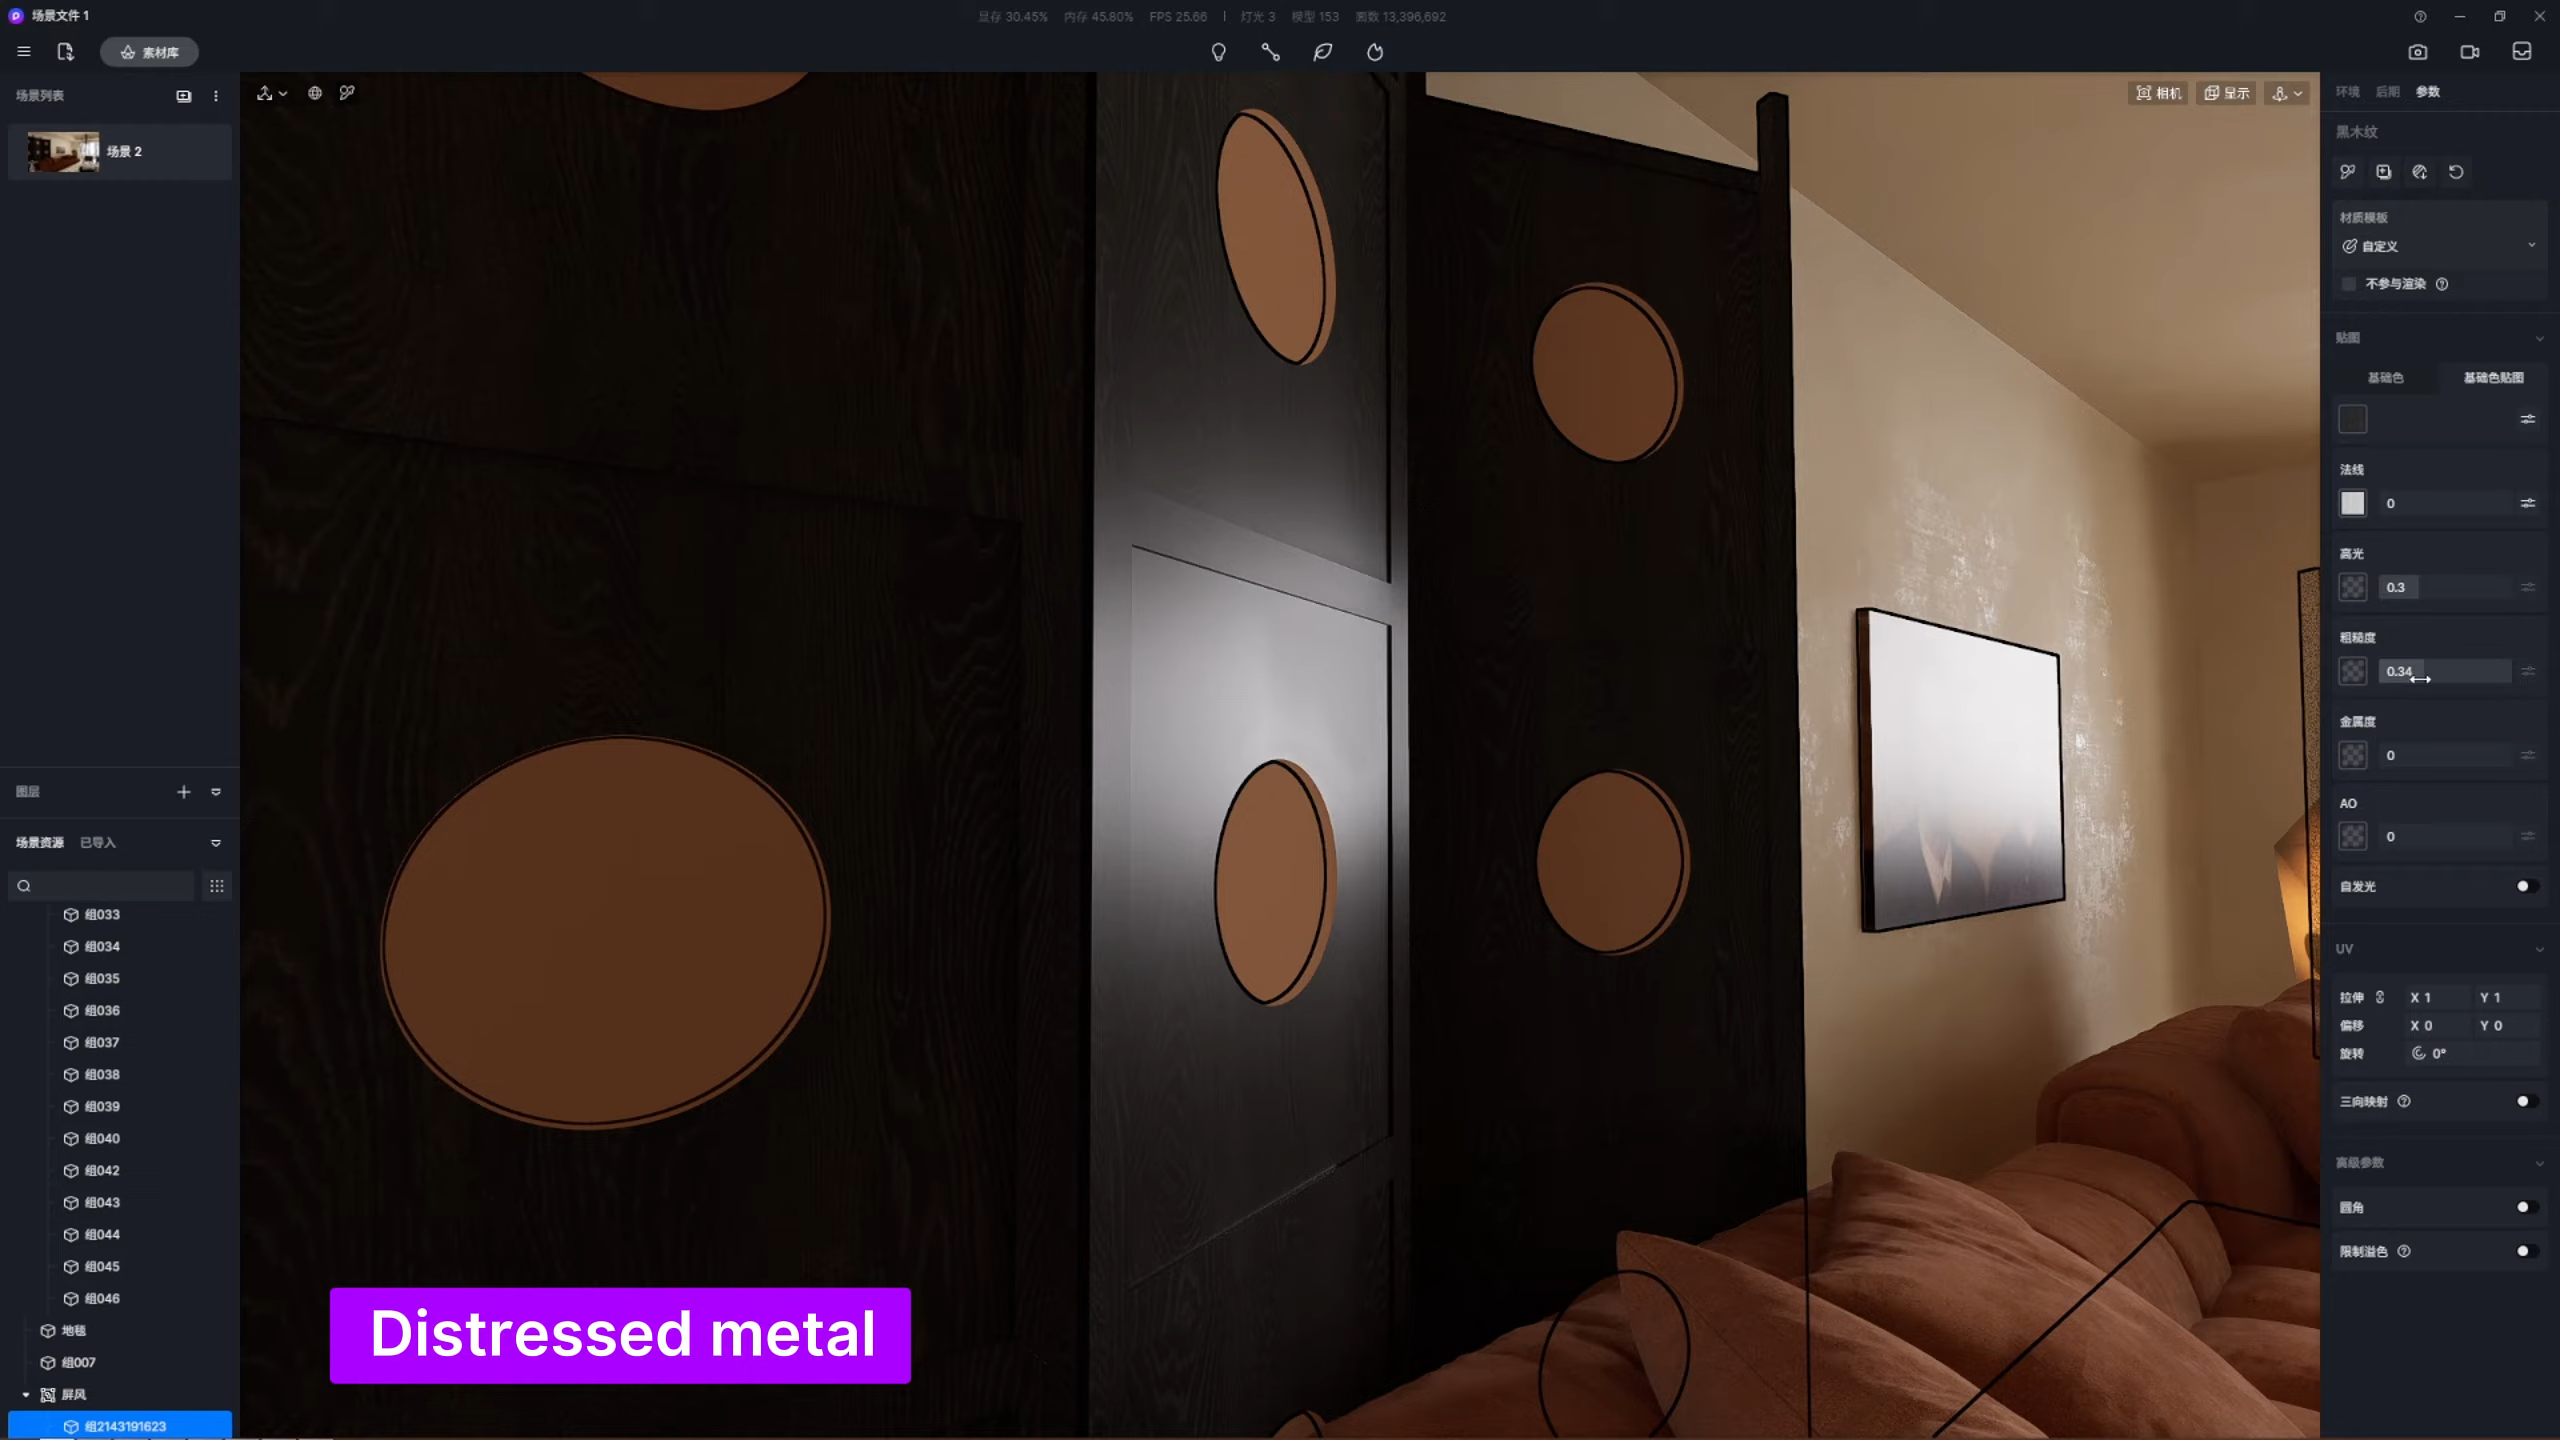 场景文件 1
显存 30.45% 内存 45.80% FPS 25.66 | 灯光 3 模型 153 面数 13,396,692
素材库
场景列表
场景 2
相机 显示
环境 后期 参数
黑木纹
材质模板
自定义
不参与渲染
贴图
基础色 基础色贴图
法线
0
高光
0.3
粗糙度
0.34
金属度
0
AO
0
自发光
UV
拉伸 X 1 Y 1
偏移 X 0 Y 0
旋转 0°
三向映射
高级参数
圆角
限制溢色
图层
场景资源 已导入
组033
组034
组035
组036
组037
组038
组039
组040
组042
组043
组044
组045
组046
地毯
组007
屏风
组2143191623
Distressed metal